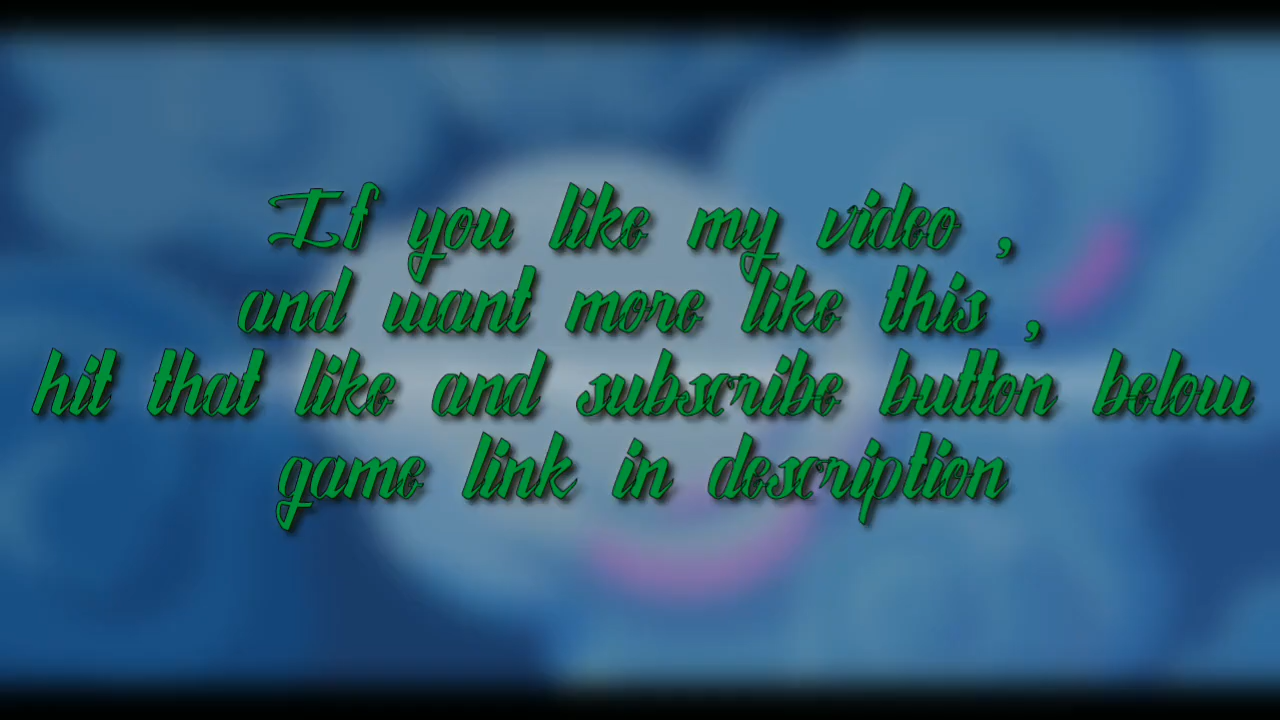 If you like my video ,
and want more like this ,
hit that like and subscribe button below
game link in description